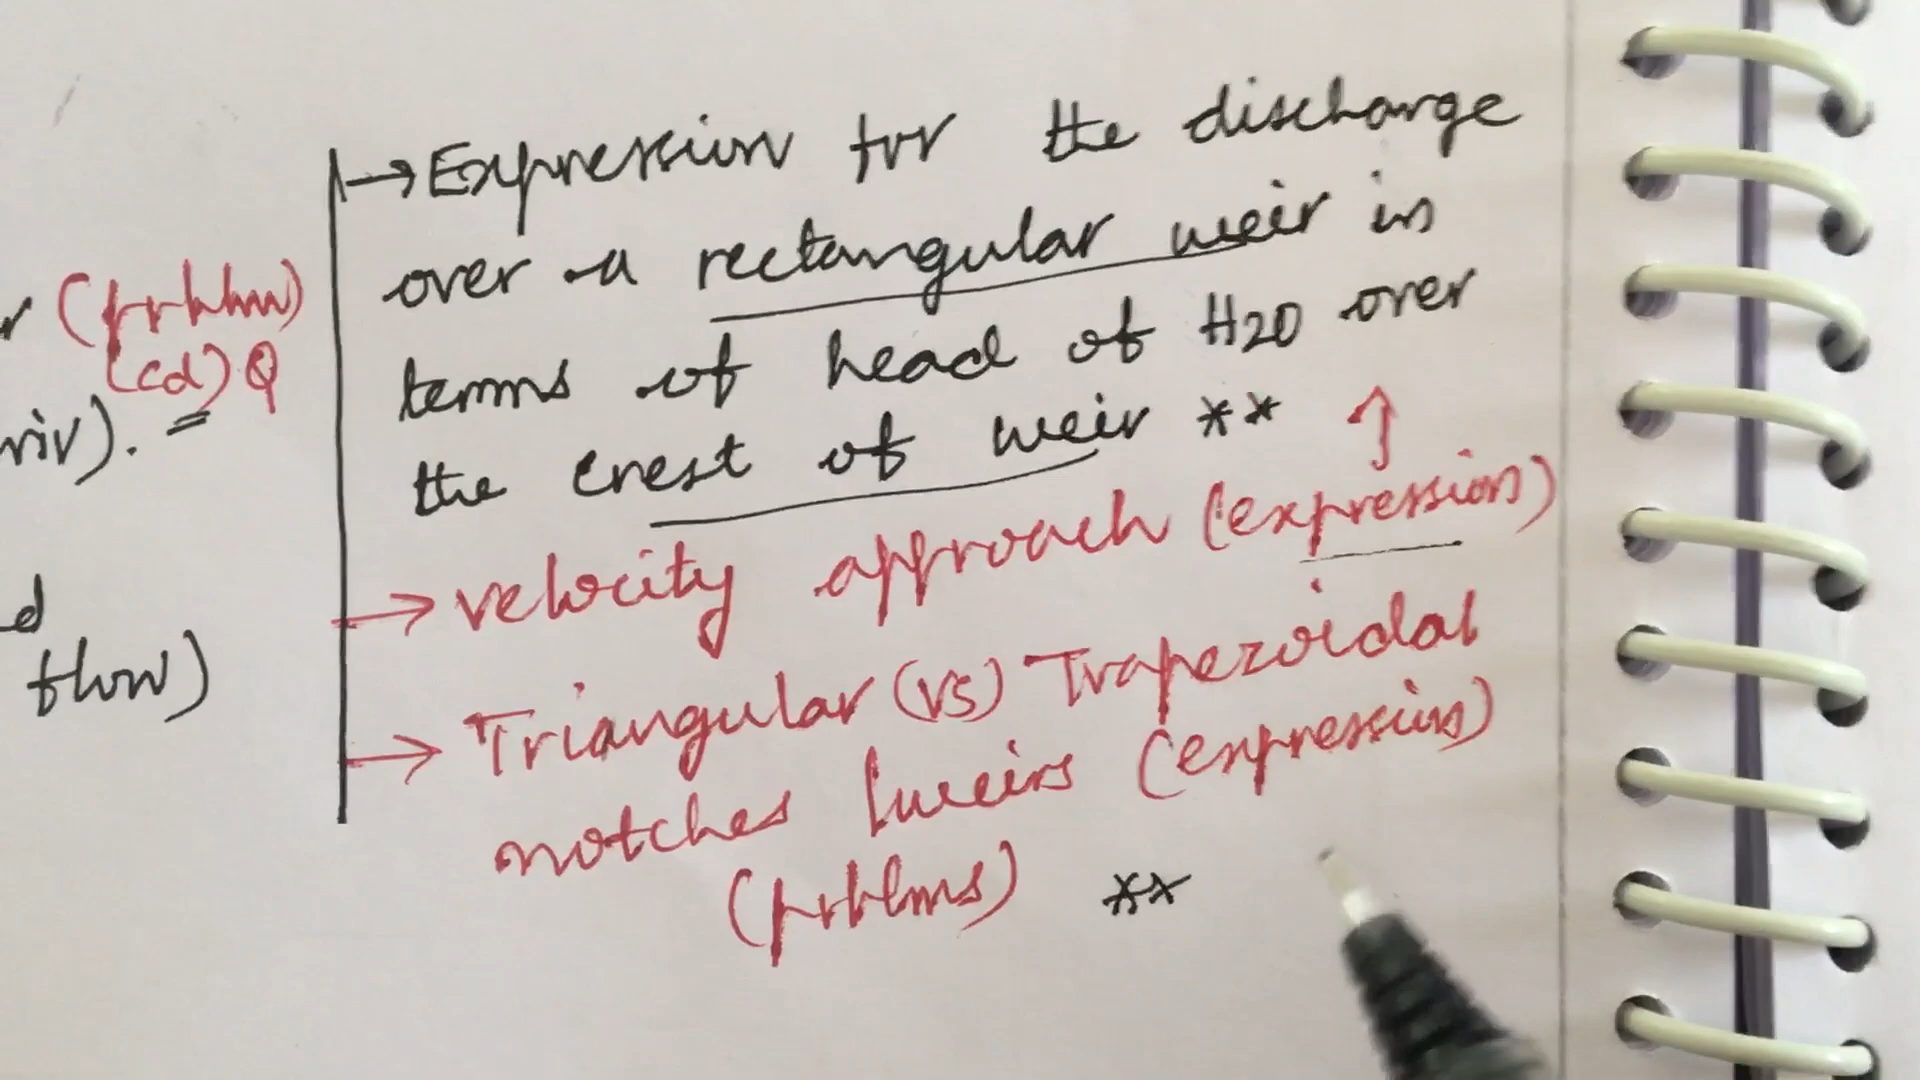 → Expression for the discharge
over a rectangular weir in
terms of head of H2O over
the crest of weir ** ↑
→ velocity approach (expression)
→ Triangular (vs) Trapezoidal
notches / weirs (expression)
(prblms) **
(prblm)
(cd) Q
riv). =
d
flow)